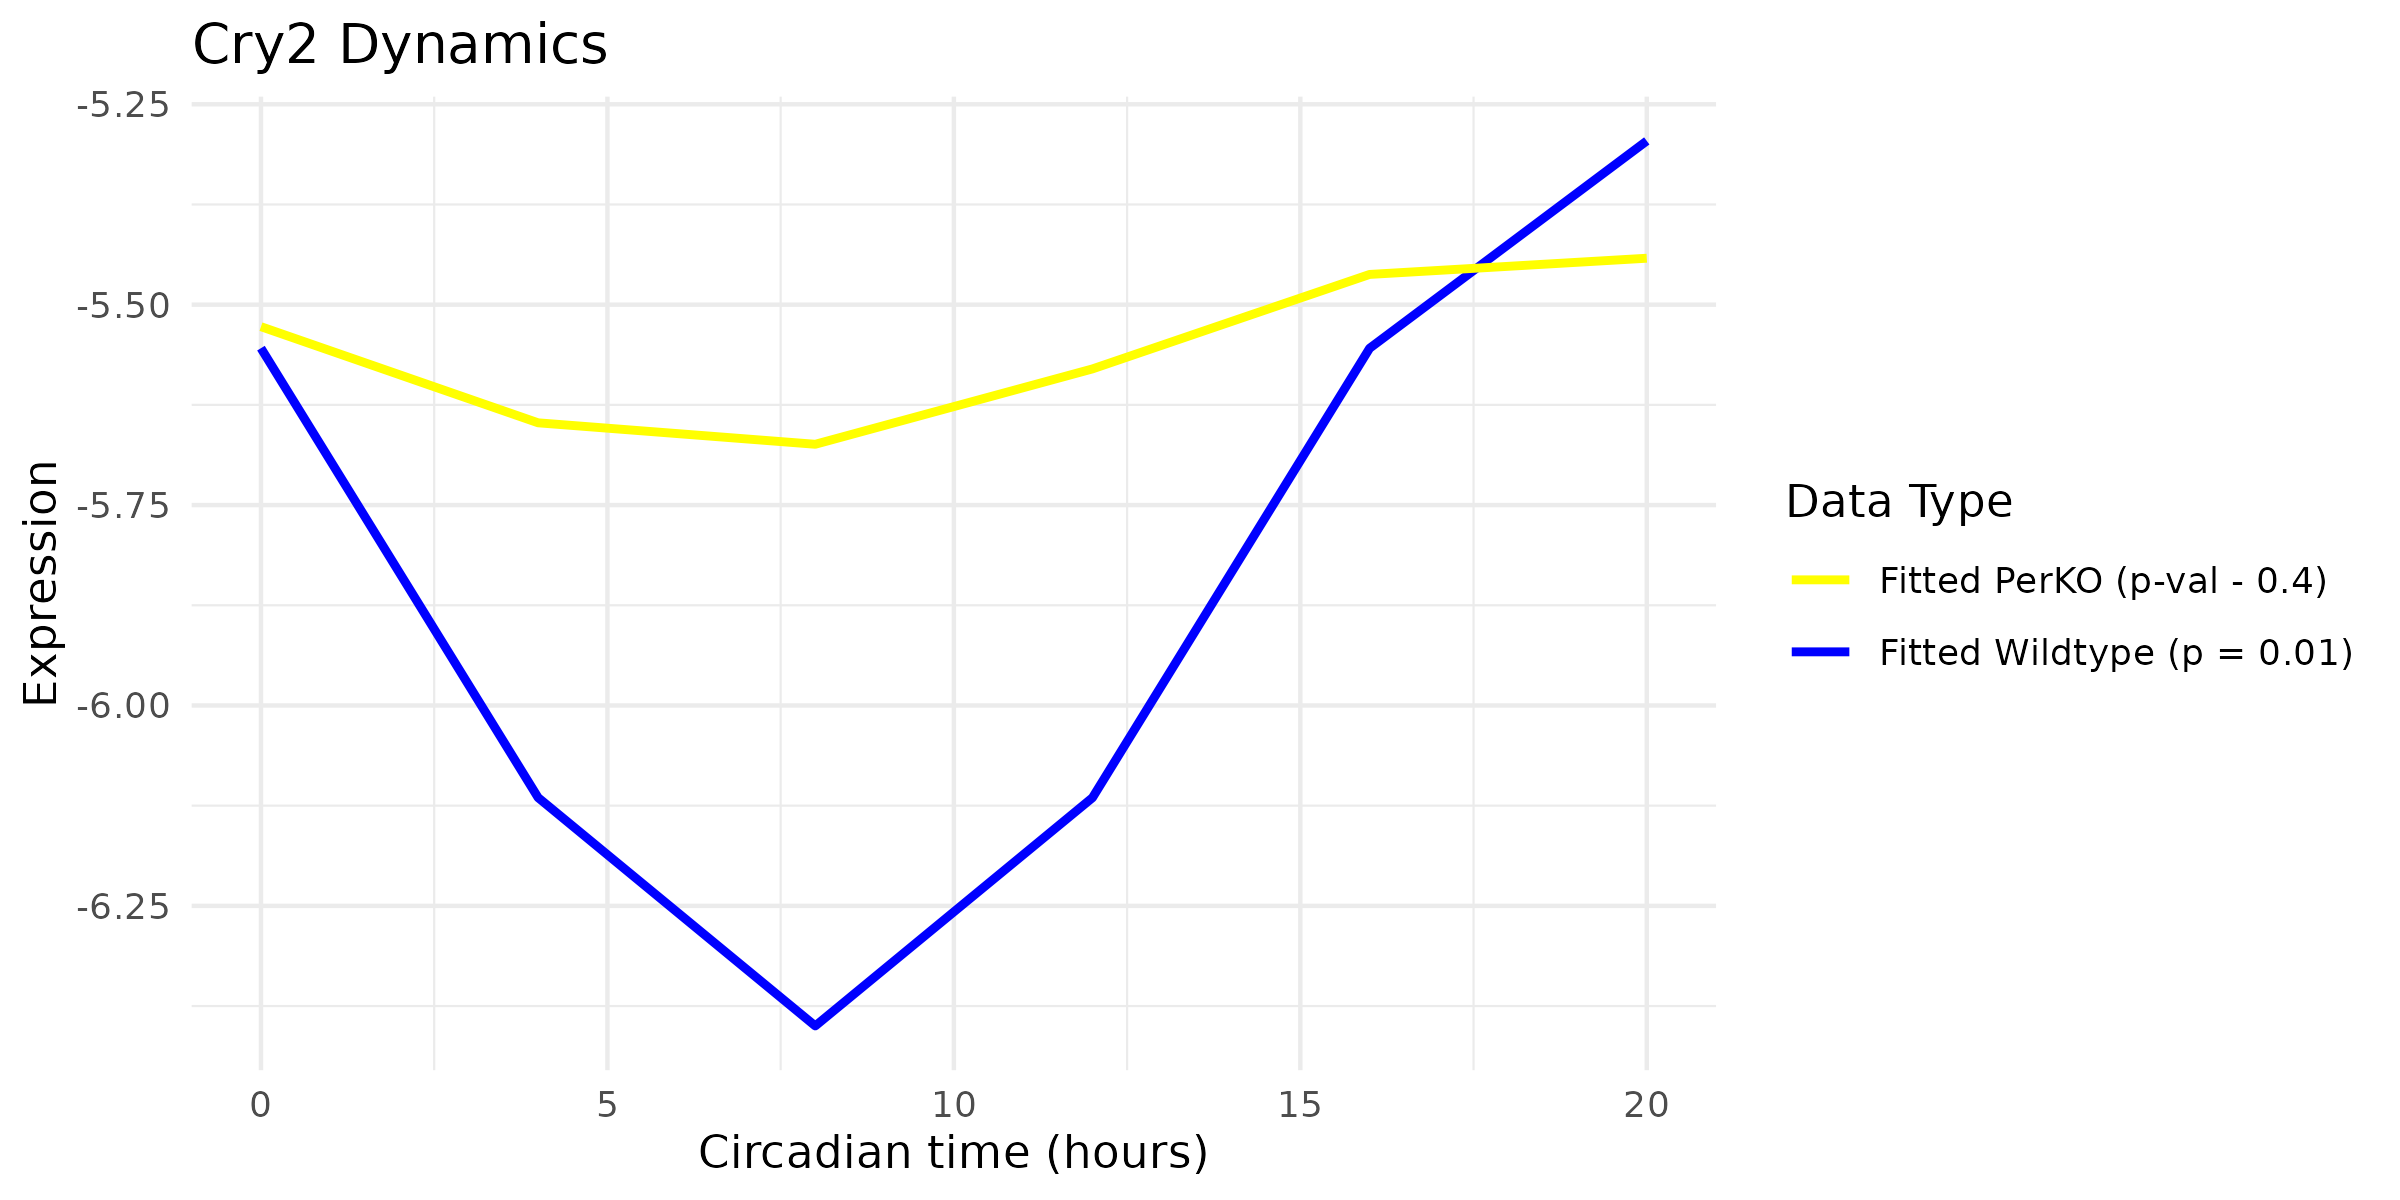 Cry2 Dynamics
-5.25
-5.50
-5.75
-6.00
-6.25
Expression
0
5
10
15
20
Circadian time (hours)
Data Type
Fitted PerKO (p-val - 0.4)
Fitted Wildtype (p = 0.01)